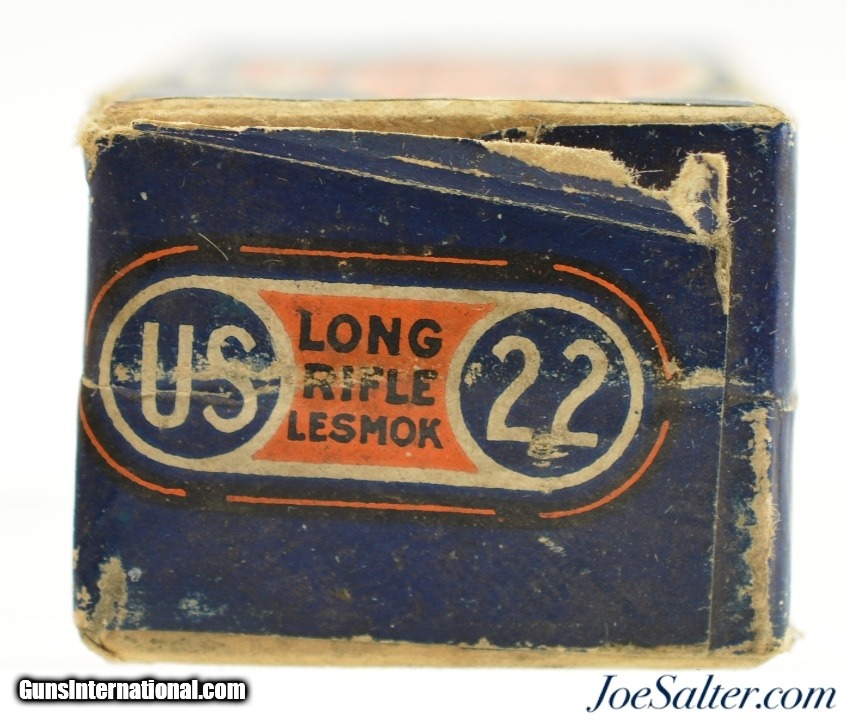 US
LONG
RIFLE
LESMOK
22
GunsInternational.com
JoeSalter.com